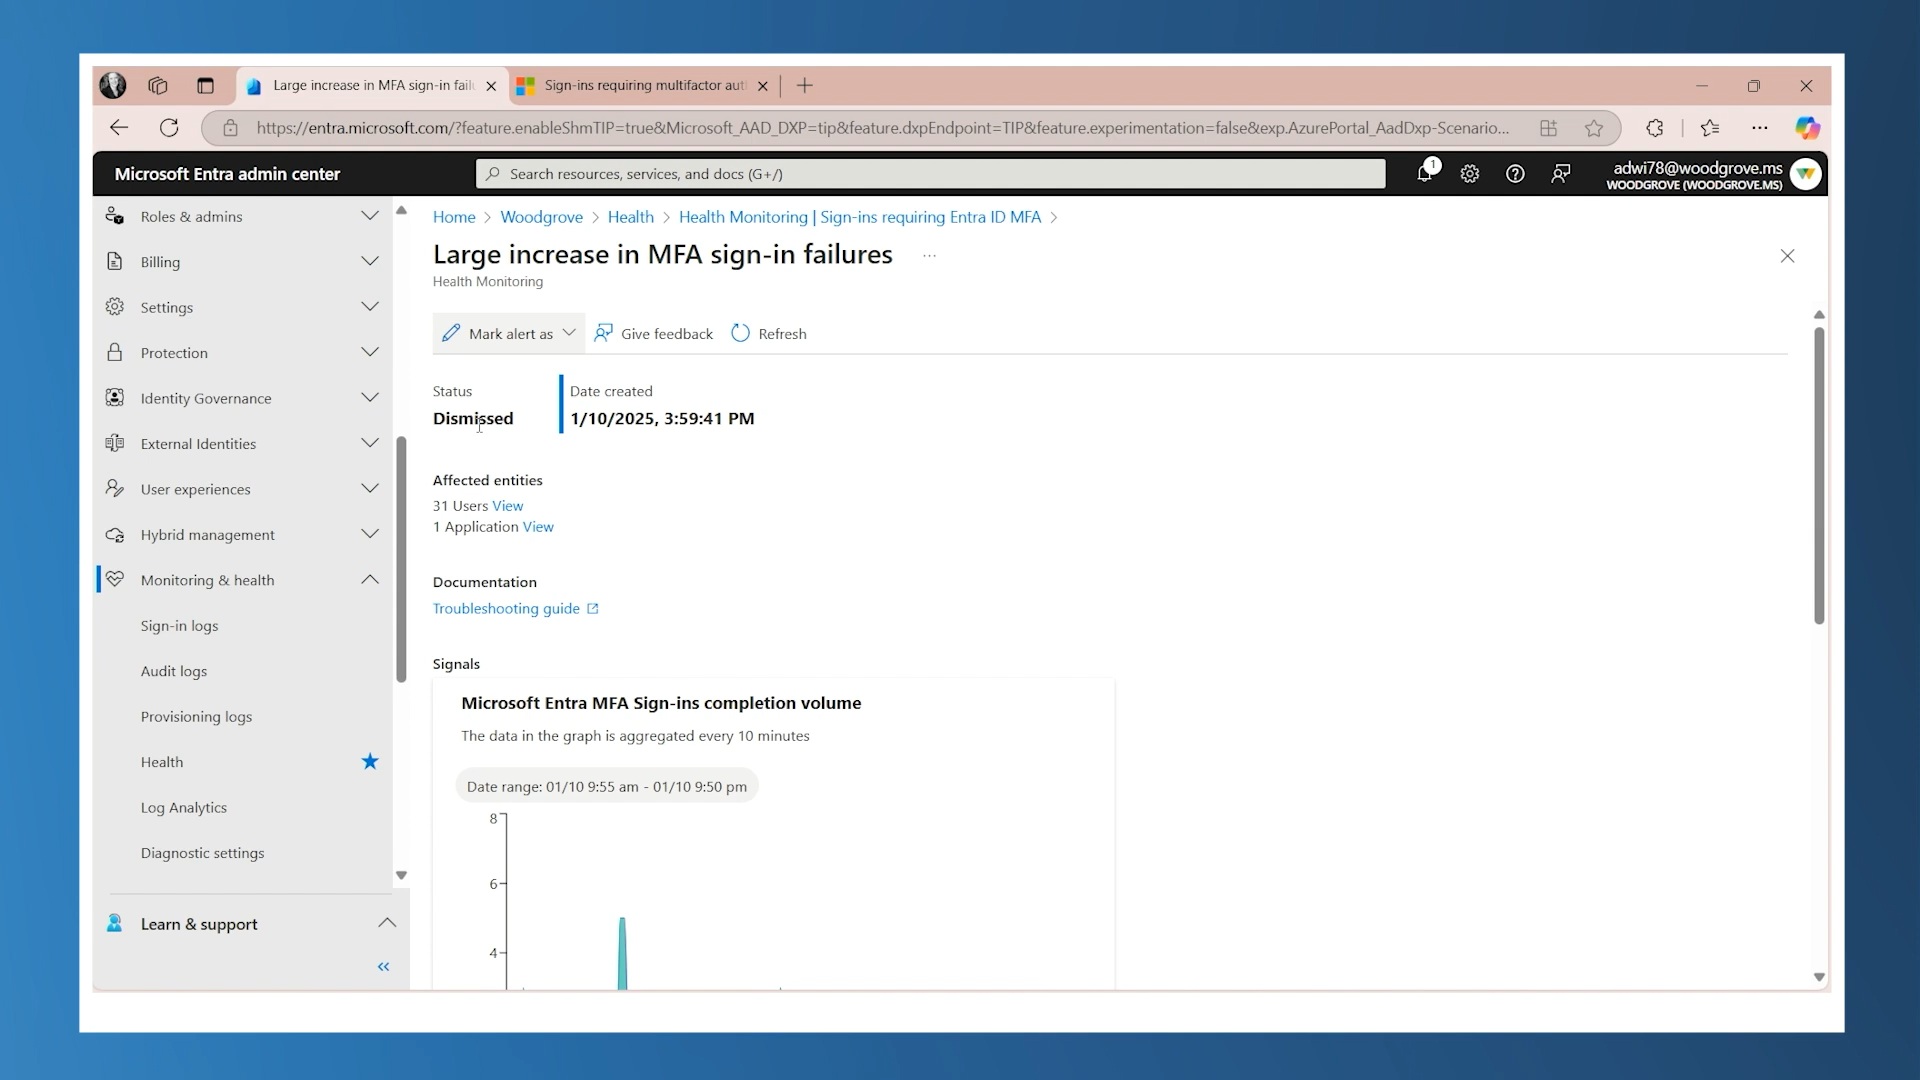 Large increase in MFA sign-in fail
Sign-ins requiring multifactor aut
https://entra.microsoft.com/?feature.enableShmTIP=true&Microsoft_AAD_DXP=tip&feature.dxpEndpoint=TIP&feature.experimentation=false&exp.AzurePortal_AadDxp-Scenario...
Microsoft Entra admin center
Search resources, services, and docs (G+/)
1
adwi78@woodgrove.ms
WOODGROVE (WOODGROVE.MS)
Roles & admins
Billing
Settings
Protection
Identity Governance
External Identities
User experiences
Hybrid management
Monitoring & health
Sign-in logs
Audit logs
Provisioning logs
Health
Log Analytics
Diagnostic settings
Learn & support
Home > Woodgrove > Health > Health Monitoring | Sign-ins requiring Entra ID MFA >
Large increase in MFA sign-in failures ...
Health Monitoring
Mark alert as
Give feedback
Refresh
Status
Dismissed
Date created
1/10/2025, 3:59:41 PM
Affected entities
31 Users View
1 Application View
Documentation
Troubleshooting guide
Signals
Microsoft Entra MFA Sign-ins completion volume
The data in the graph is aggregated every 10 minutes
Date range: 01/10 9:55 am - 01/10 9:50 pm
8
6
4